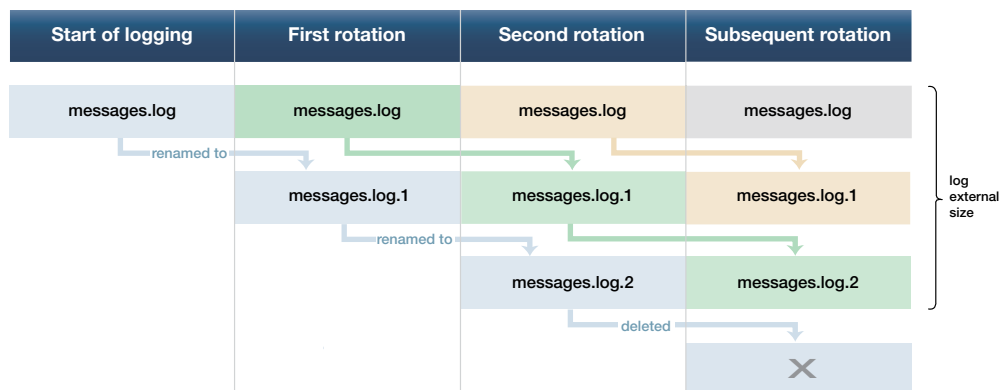 Start of logging
First rotation
Second rotation
Subsequent rotation
messages.log
messages.log
messages.log
messages.log
renamed to
messages.log.1
messages.log.1
messages.log.1
log
external
size
renamed to
messages.log.2
messages.log.2
deleted
X